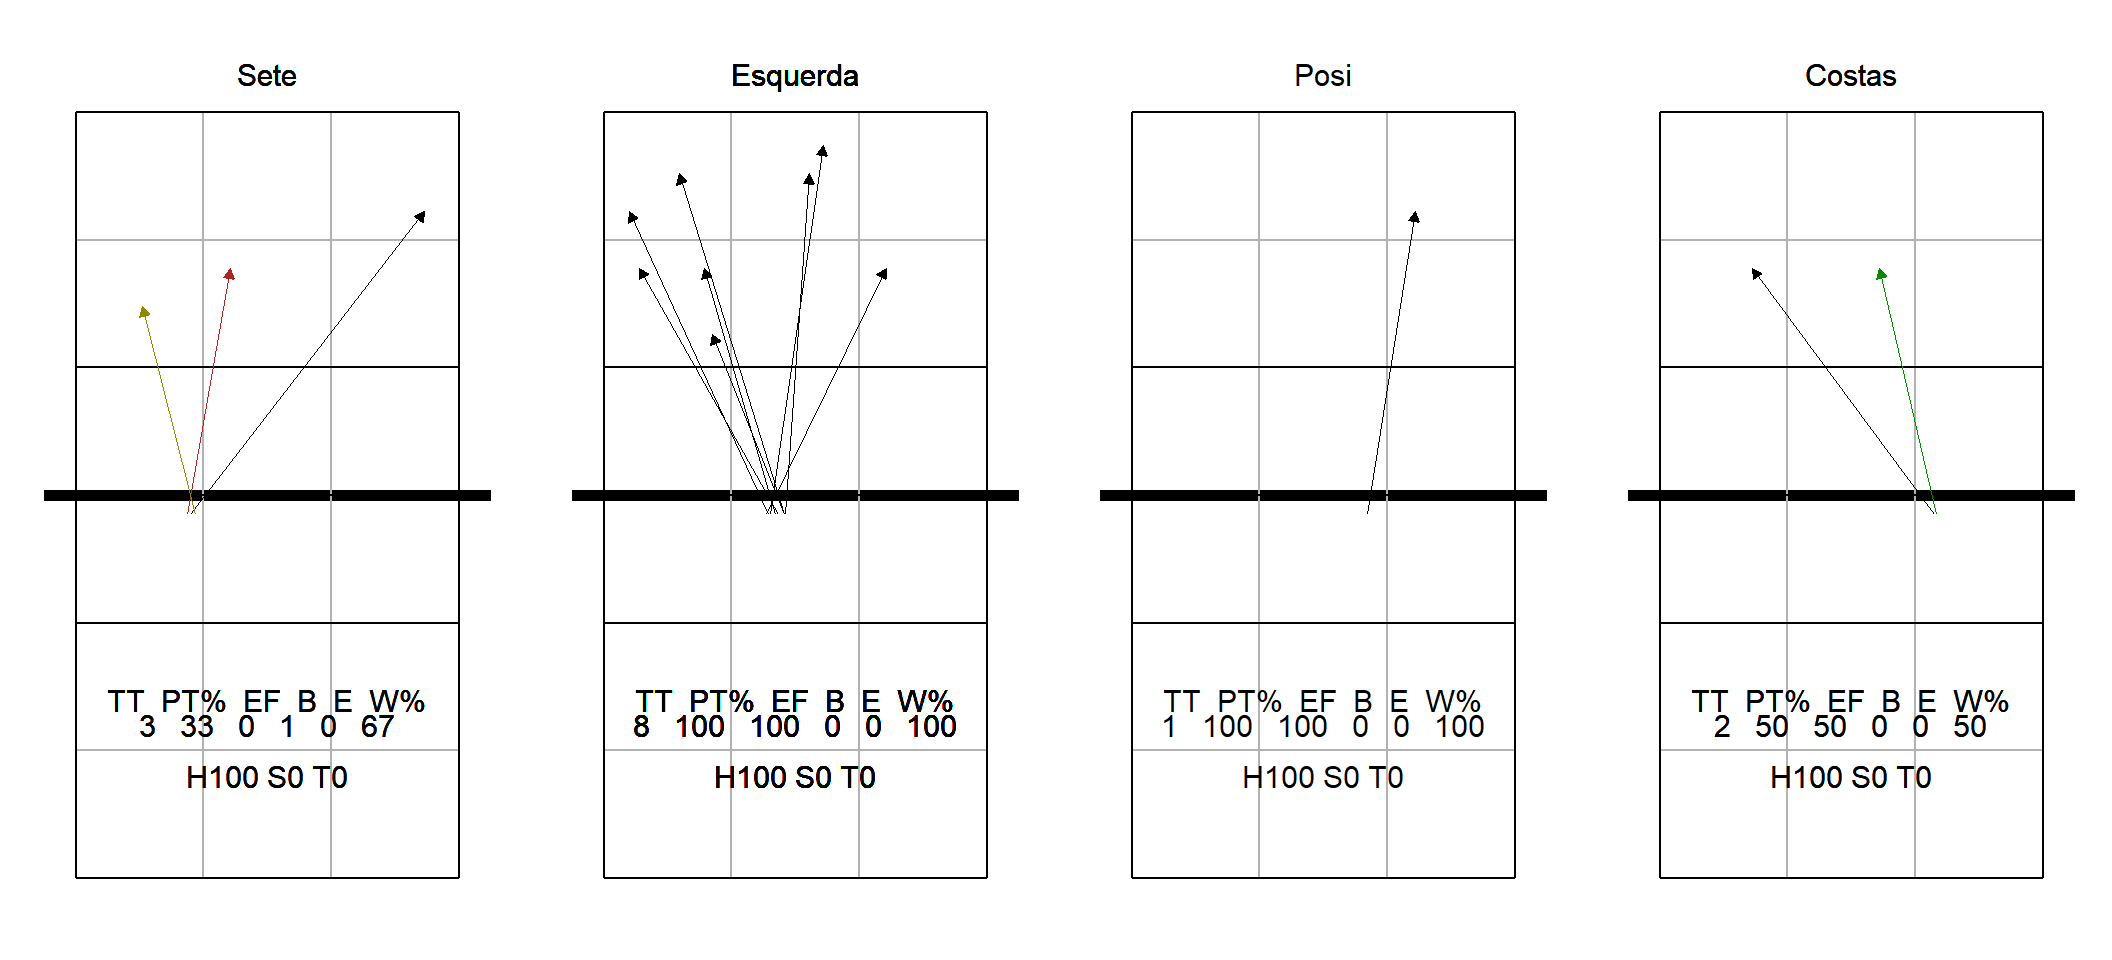 Sete
TT PT% EF B E W%
3 33 0 1 0 67
H100 S0 T0
Esquerda
TT PT% EF B E W%
8 100 100 0 0 100
H100 S0 T0
Posi
TT PT% EF B E W%
1 100 100 0 0 100
H100 S0 T0
Costas
TT PT% EF B E W%
2 50 50 0 0 50
H100 S0 T0